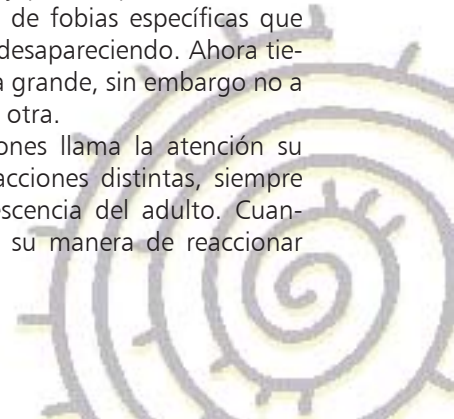 de fobias específicas que
desapareciendo. Ahora tie-
a grande, sin embargo no a
otra.
ones llama la atención su
acciones distintas, siempre
escencia del adulto. Cuan-
su manera de reaccionar